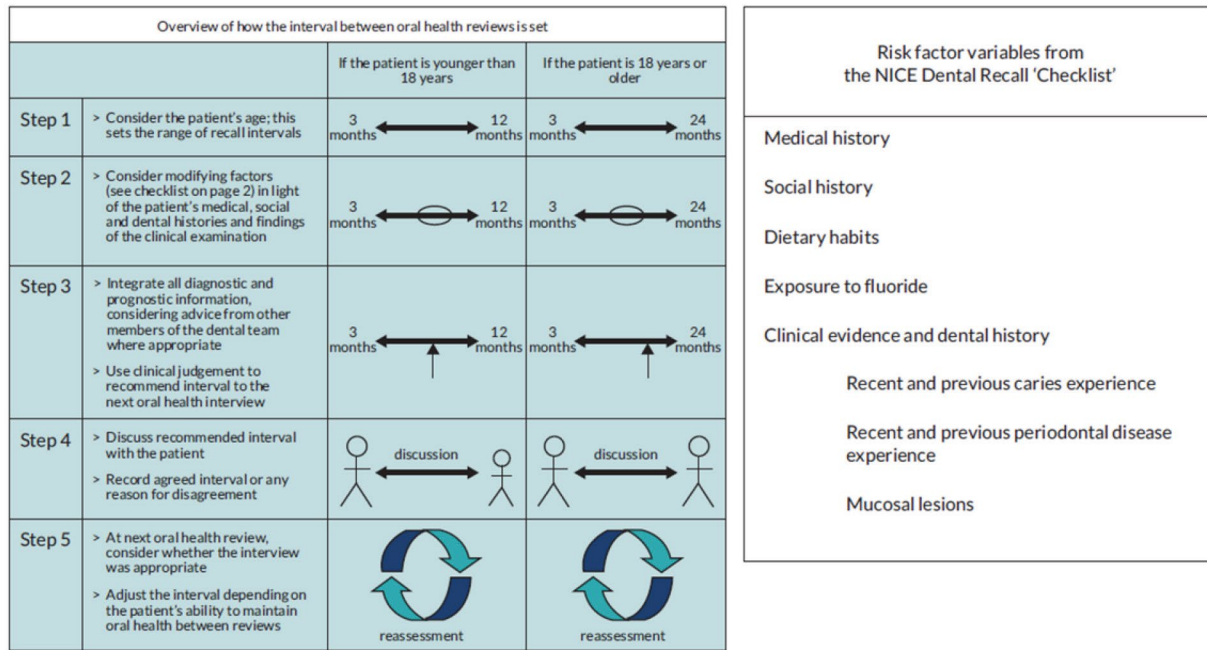 Overview of how the interval between oral health reviews is set
If the patient is younger than
18 years
If the patient is 18 years or
older
Step 1
> Consider the patient's age; this
sets the range of recall intervals
3
months
12
months
3
months
24
months
Step 2
> Consider modifying factors
(see checklist on page 2) in light
of the patient's medical, social
and dental histories and findings
of the clinical examination
3
months
12
months
3
months
24
months
Step 3
> Integrate all diagnostic and
prognostic information,
considering advice from other
members of the dental team
where appropriate
> Use clinical judgement to
recommend interval to the
next oral health interview
3
months
12
months
3
months
24
months
Step 4
> Discuss recommended interval
with the patient
> Record agreed interval or any
reason for disagreement
discussion
discussion
Step 5
> At next oral health review,
consider whether the interview
was appropriate
> Adjust the interval depending on
the patient's ability to maintain
oral health between reviews
reassessment
reassessment
Risk factor variables from
the NICE Dental Recall 'Checklist'
Medical history
Social history
Dietary habits
Exposure to fluoride
Clinical evidence and dental history
Recent and previous caries experience
Recent and previous periodontal disease
experience
Mucosal lesions